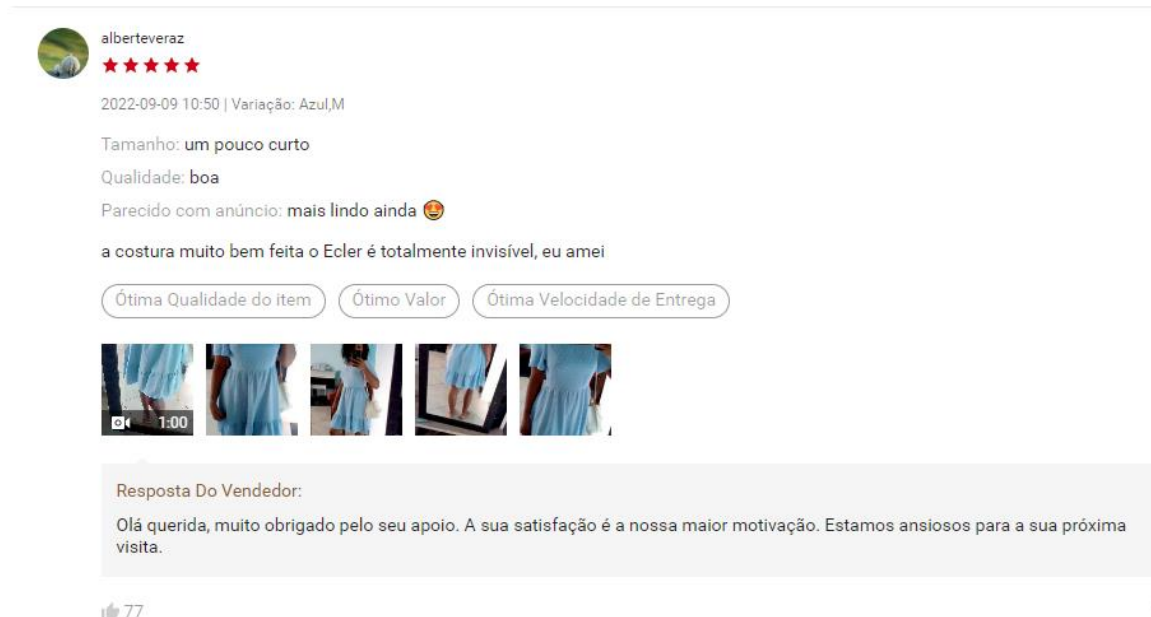 alberteveraz
2022-09-09 10:50 | Variação: Azul,M
Tamanho: um pouco curto
Qualidade: boa
Parecido com anúncio: mais lindo ainda 🤩
a costura muito bem feita o Ecler é totalmente invisível, eu amei
Ótima Qualidade do item Ótimo Valor Ótima Velocidade de Entrega
1:00
Resposta Do Vendedor:
Olá querida, muito obrigado pelo seu apoio. A sua satisfação é a nossa maior motivação. Estamos ansiosos para a sua próxima
visita.
77